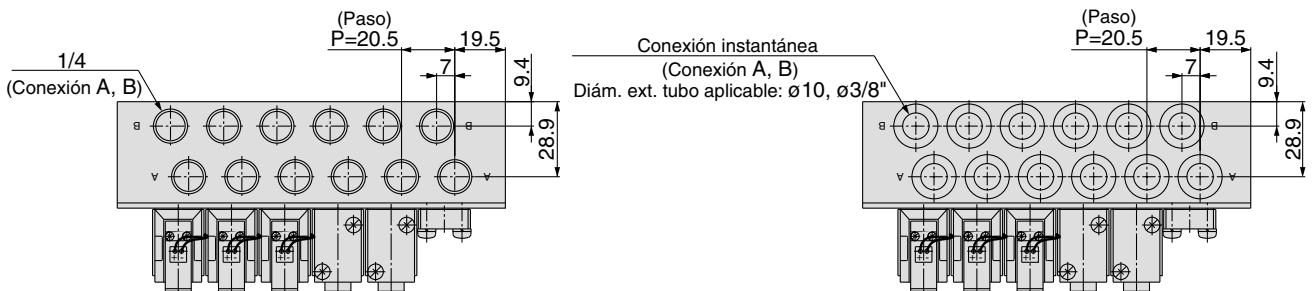 (Paso)
P=20.5
19.5
7
9.4
28.9
1/4
(Conexión A, B)
B
B
A
A
(Paso)
P=20.5
19.5
7
9.4
28.9
Conexión instantánea
(Conexión A, B)
Diám. ext. tubo aplicable: ø10, ø3/8"
B
B
A
A